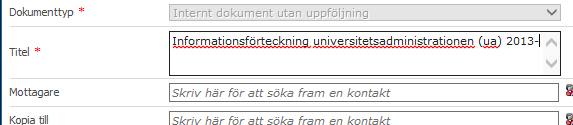 Dokumenttyp * Internt dokument utan uppföljning
Titel * Informationsförteckning universitetsadministrationen (ua) 2013-
Mottagare Skriv här för att söka fram en kontakt
Kopia till Skriv här för att söka fram en kontakt